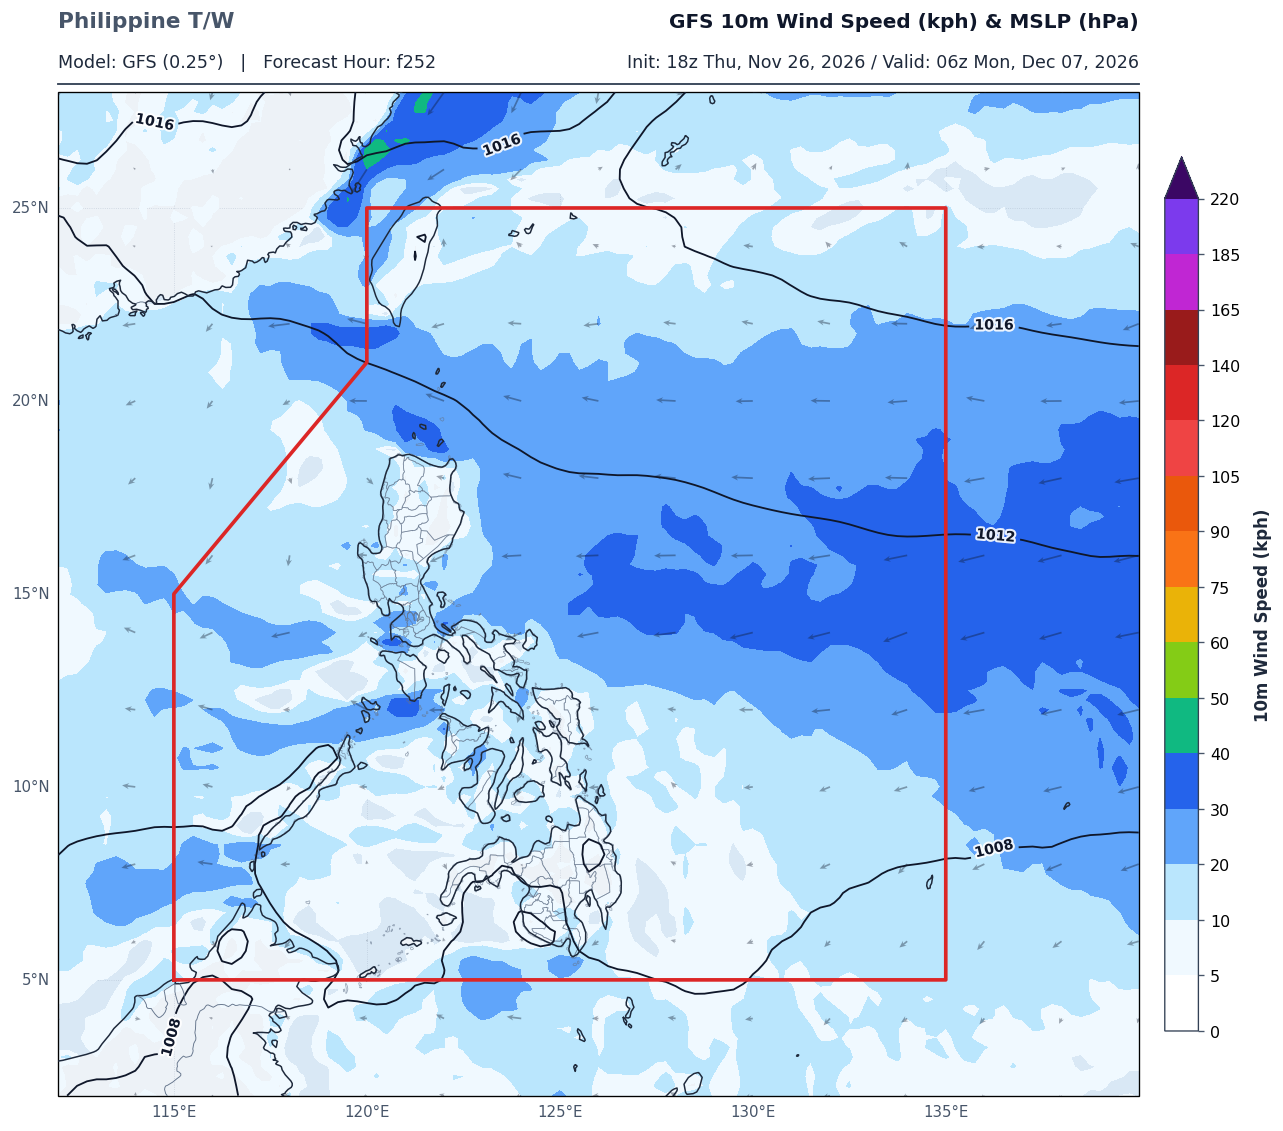 Philippine T/W
GFS 10m Wind Speed (kph) & MSLP (hPa)
Model: GFS (0.25°) | Forecast Hour: f252
Init: 18z Thu, Nov 26, 2026 / Valid: 06z Mon, Dec 07, 2026
1016
1016
1016
1012
1008
1008
25°N
20°N
15°N
10°N
5°N
115°E
120°E
125°E
130°E
135°E
220
185
165
140
120
105
90
75
60
50
40
30
20
10
5
0
10m Wind Speed (kph)